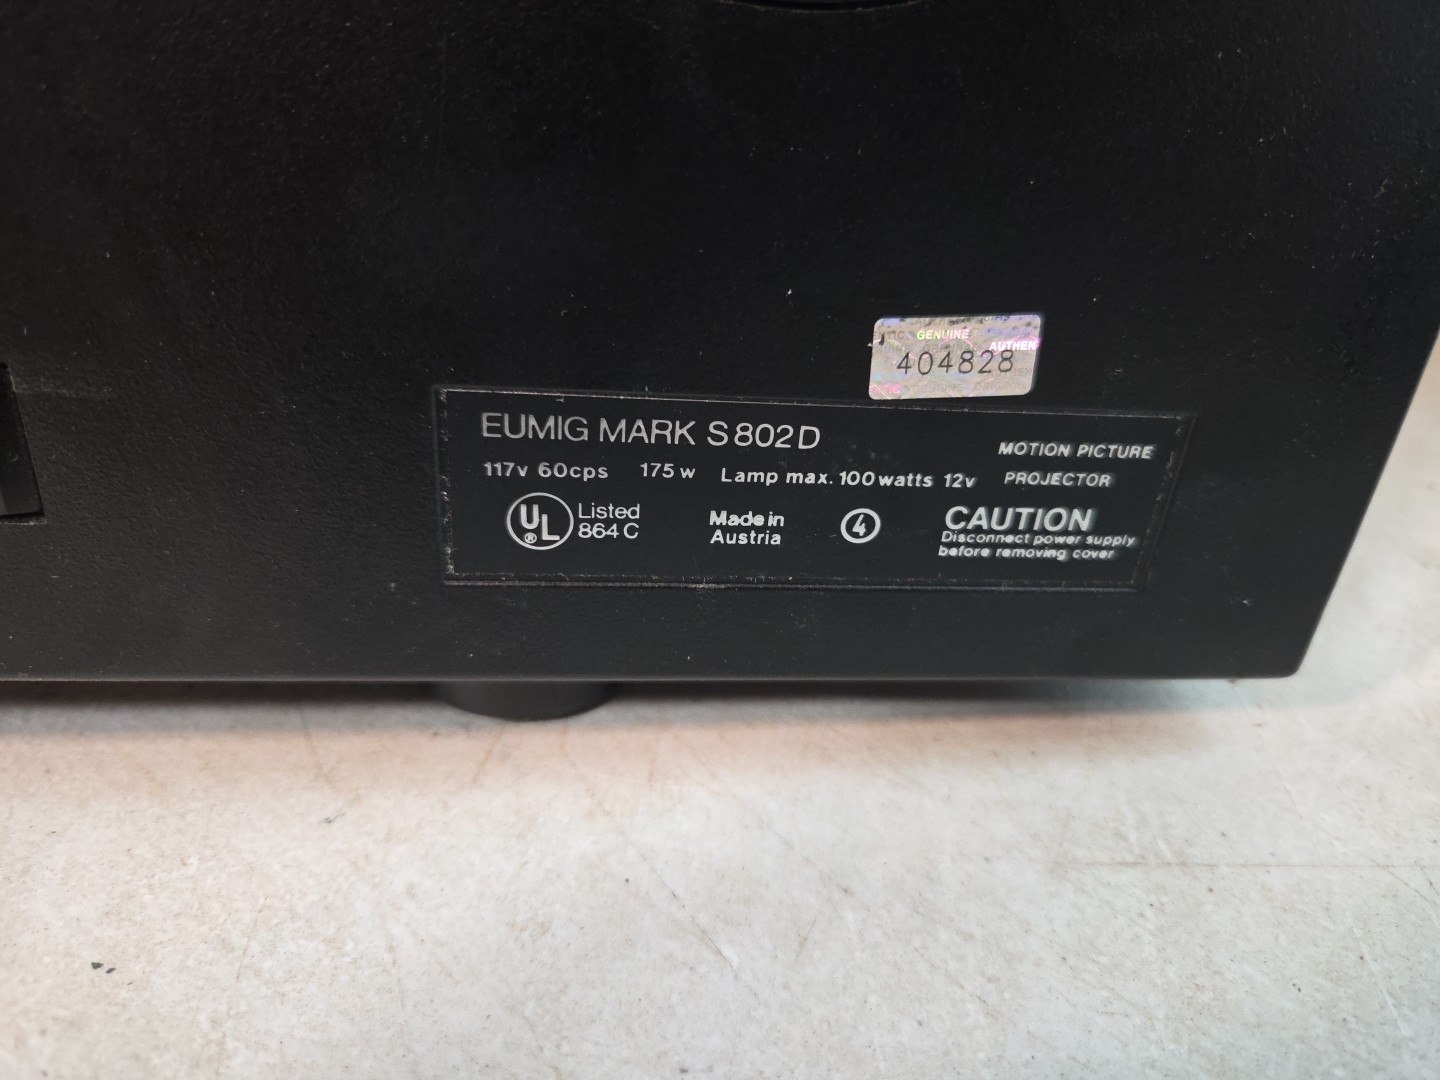 GENUINE
AUTHEN
404828
EUMIG MARK S802D
117v 60cps 175w Lamp max. 100watts 12v
MOTION PICTURE
PROJECTOR
UL®
Listed
864C
Made in
Austria
4
CAUTION
Disconnect power supply
before removing cover